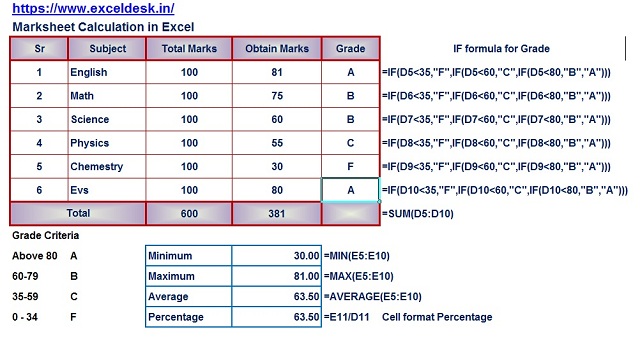 https://www.exceldesk.in/
Marksheet Calculation in Excel
Sr Subject Total Marks Obtain Marks Grade IF formula for Grade
1 English 100 81 A =IF(D5<35,"F",IF(D5<60,"C",IF(D5<80,"B","A")))
2 Math 100 75 B =IF(D6<35,"F",IF(D6<60,"C",IF(D6<80,"B","A")))
3 Science 100 60 B =IF(D7<35,"F",IF(D7<60,"C",IF(D7<80,"B","A")))
4 Physics 100 55 C =IF(D8<35,"F",IF(D8<60,"C",IF(D8<80,"B","A")))
5 Chemestry 100 30 F =IF(D9<35,"F",IF(D9<60,"C",IF(D9<80,"B","A")))
6 Evs 100 80 A =IF(D10<35,"F",IF(D10<60,"C",IF(D10<80,"B","A")))
Total 600 381 =SUM(D5:D10)
Grade Criteria
Above 80 A Minimum 30.00 =MIN(E5:E10)
60-79 B Maximum 81.00 =MAX(E5:E10)
35-59 C Average 63.50 =AVERAGE(E5:E10)
0 - 34 F Percentage 63.50 =E11/D11 Cell format Percentage